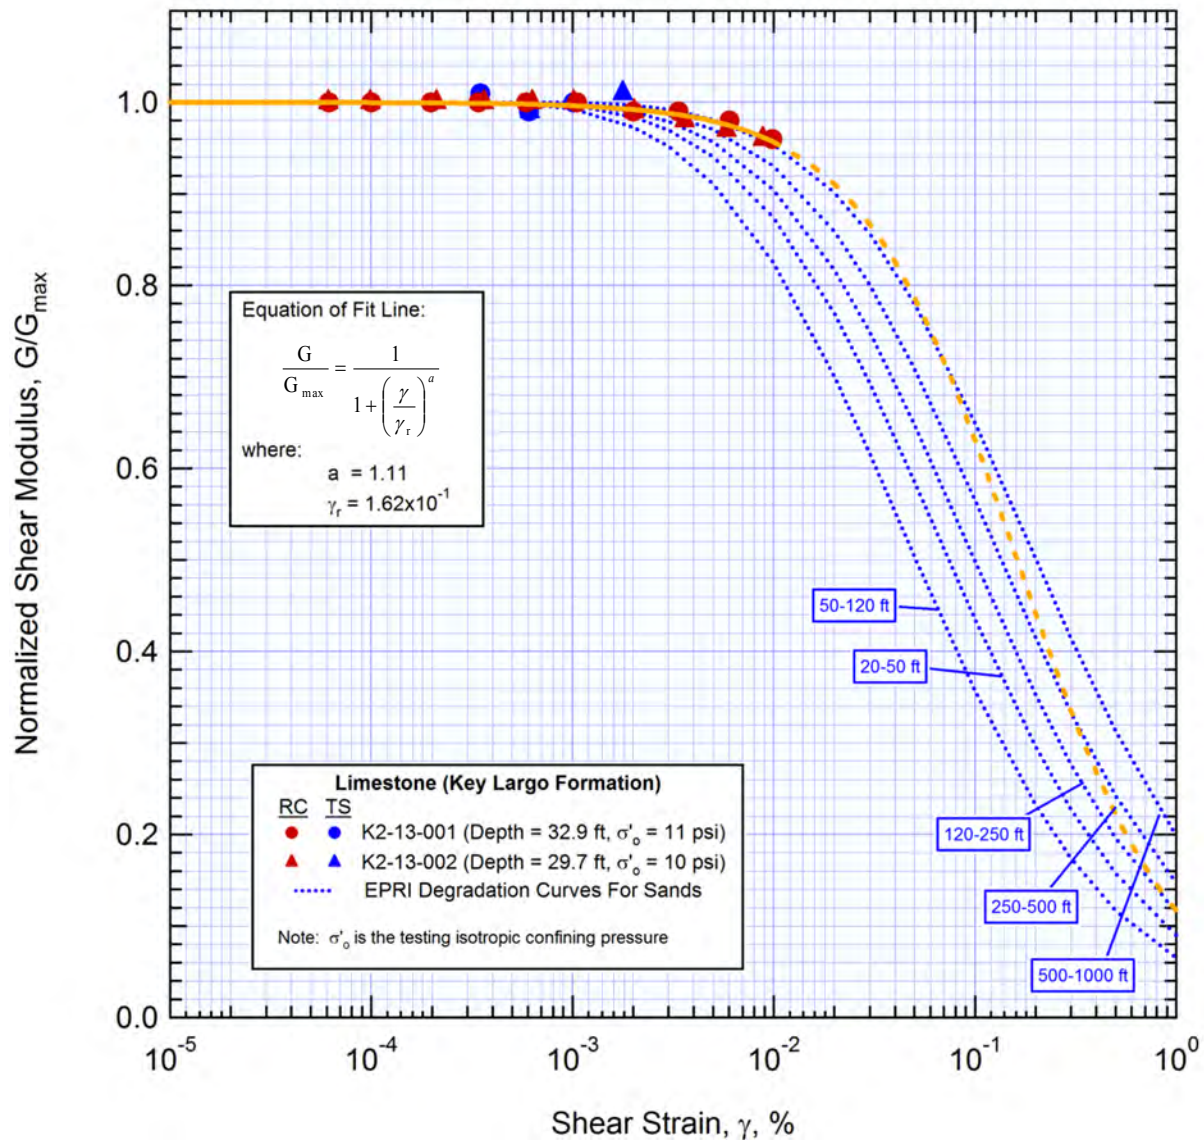 Normalized Shear Modulus, G/Gmax
1.0
0.8
0.6
0.4
0.2
0.0
Equation of Fit Line:
G/Gmax = 1/(1+(γ/γr)^a)
where:
a = 1.11
γr = 1.62x10^-1
50-120 ft
20-50 ft
120-250 ft
250-500 ft
500-1000 ft
Limestone (Key Largo Formation)
RC TS
K2-13-001 (Depth = 32.9 ft, σ'o = 11 psi)
K2-13-002 (Depth = 29.7 ft, σ'o = 10 psi)
EPRI Degradation Curves For Sands
Note: σ'o is the testing isotropic confining pressure
10^-5 10^-4 10^-3 10^-2 10^-1 10^0
Shear Strain, γ, %